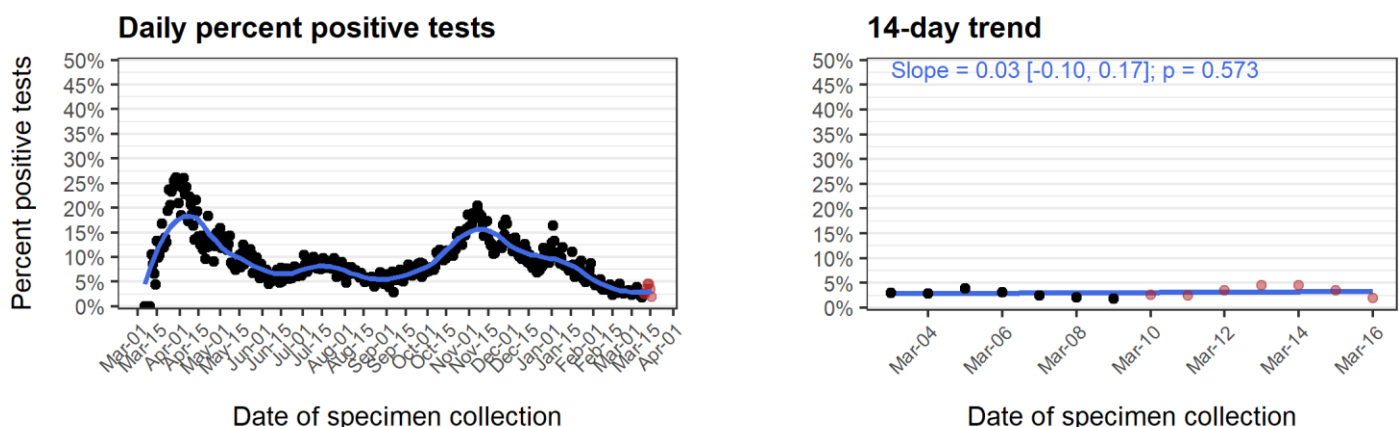 Daily percent positive tests
Percent positive tests
50%
45%
40%
35%
30%
25%
20%
15%
10%
5%
0%
Mar-01
Mar-15
Apr-01
Apr-15
May-01
May-15
Jun-01
Jun-15
Jul-01
Jul-15
Aug-01
Aug-15
Sep-01
Sep-15
Oct-01
Oct-15
Nov-01
Nov-15
Dec-01
Dec-15
Jan-01
Jan-15
Feb-01
Feb-15
Mar-01
Mar-15
Apr-01
Date of specimen collection
14-day trend
Slope = 0.03 [-0.10, 0.17]; p = 0.573
50%
45%
40%
35%
30%
25%
20%
15%
10%
5%
0%
Mar-04
Mar-06
Mar-08
Mar-10
Mar-12
Mar-14
Mar-16
Date of specimen collection